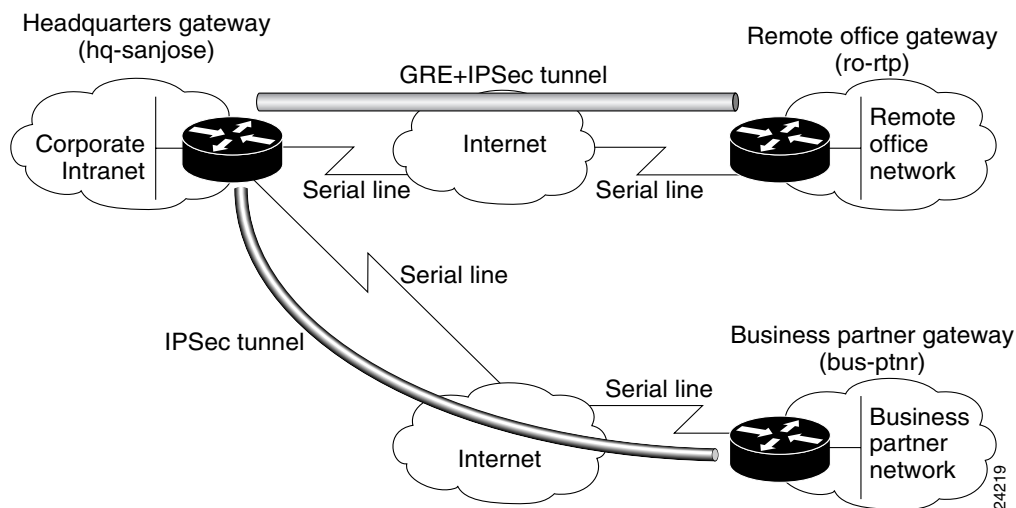 Headquarters gateway
(hq-sanjose)
Remote office gateway
(ro-rtp)
GRE+IPSec tunnel
Corporate
Intranet
Internet
Remote
office
network
Serial line
Serial line
Serial line
IPSec tunnel
Business partner gateway
(bus-ptnr)
Serial line
Internet
Business
partner
network
24219